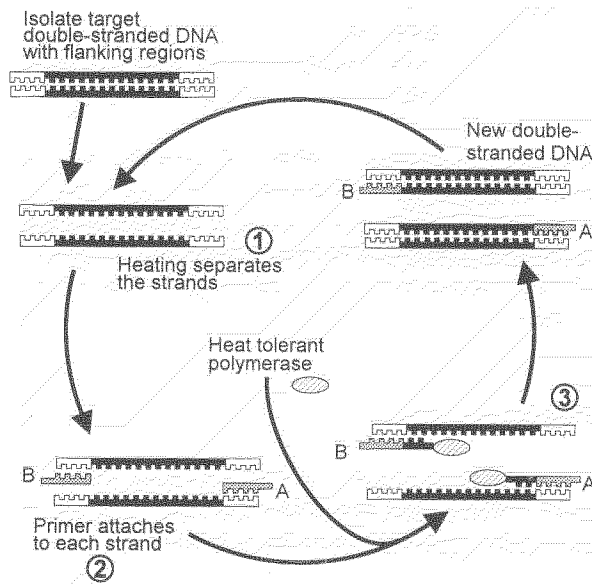 Isolate target
double-stranded DNA
with flanking regions
New double-
stranded DNA
B
A
1
Heating separates
the strands
Heat tolerant
polymerase
3
B
A
B
A
Primer attaches
to each strand
2